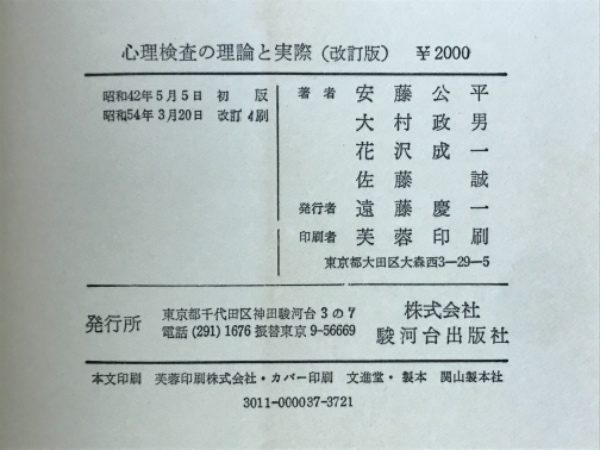 心理検査の理論と実際（改訂版） ￥2000
昭和42年5月5日 初版
昭和54年3月20日 改訂4刷
著者 安藤公平
大村政男
花沢成一
佐藤誠
発行者 遠藤慶一
印刷者 芙蓉印刷
東京都大田区大森西3-29-5
発行所 東京都千代田区神田駿河台3の7
電話(291)1676 振替東京9-56669
株式会社
駿河台出版社
本文印刷 芙蓉印刷株式会社・カバー印刷 文進堂・製本 関山製本社
3011-000037-3721